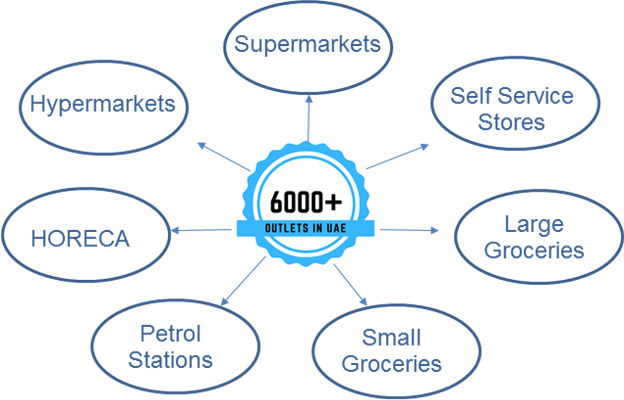 Supermarkets
Hypermarkets
Self Service
Stores
6000+
OUTLETS IN UAE
HORECA
Large
Groceries
Petrol
Stations
Small
Groceries